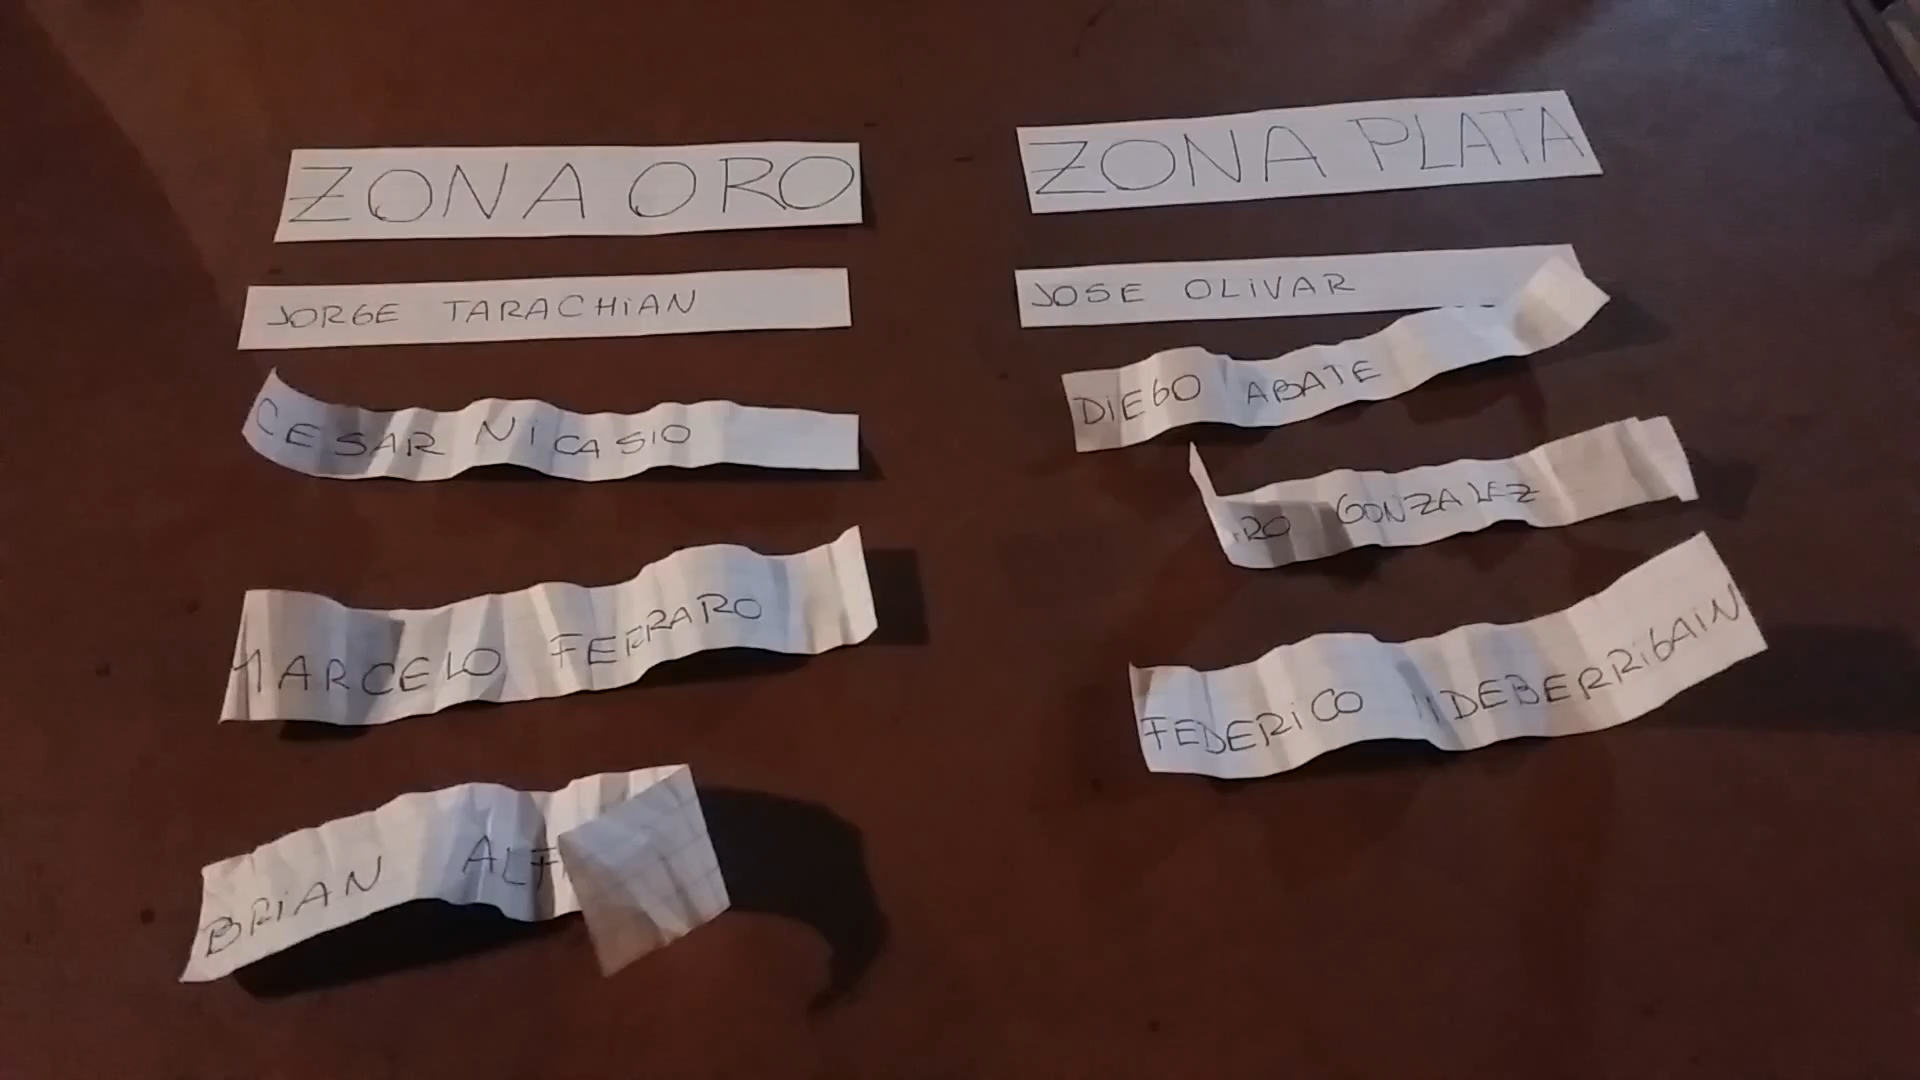 ZONA ORO
JORGE TARACHIAN
CESAR NICASIO
MARCELO FERRARO
BRIAN
ZONA PLATA
JOSE OLIVAR
DIEGO ABATE
GONZALEZ
FEDERICO